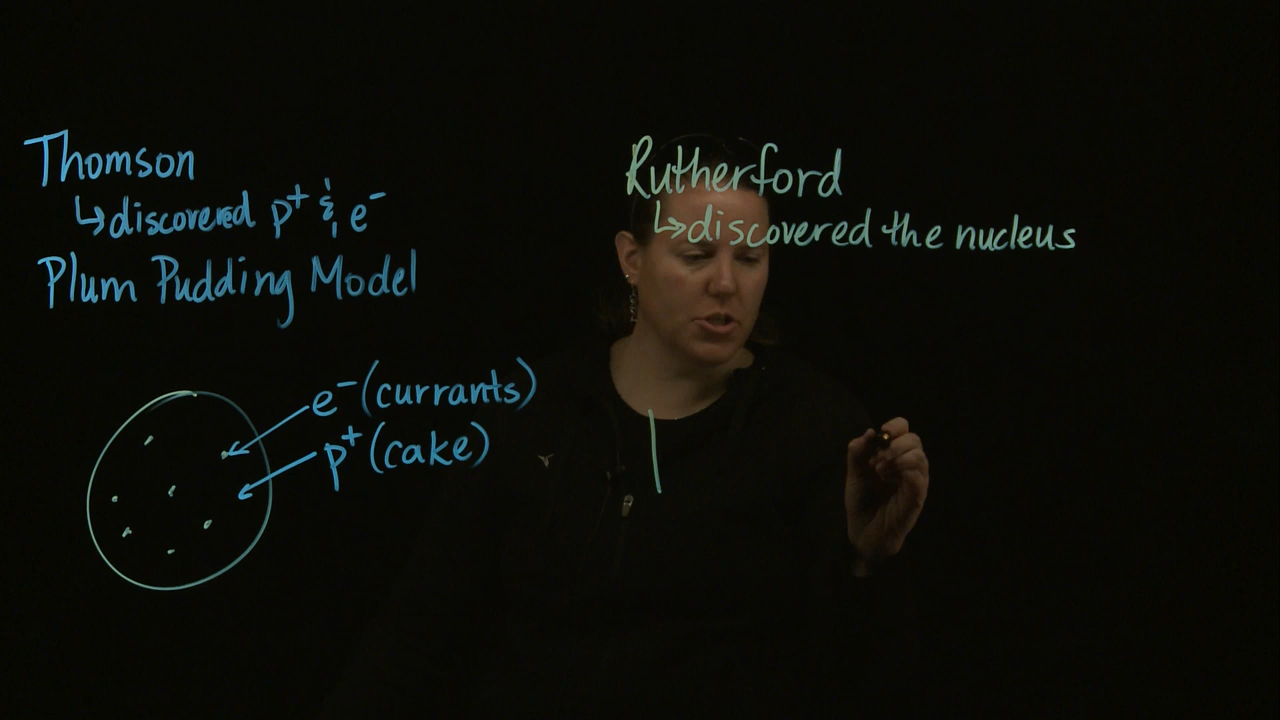 Thomson
↳discovered p⁺ & e⁻
Plum Pudding Model
e⁻(currants)
p⁺(cake)
Rutherford
↳discovered the nucleus